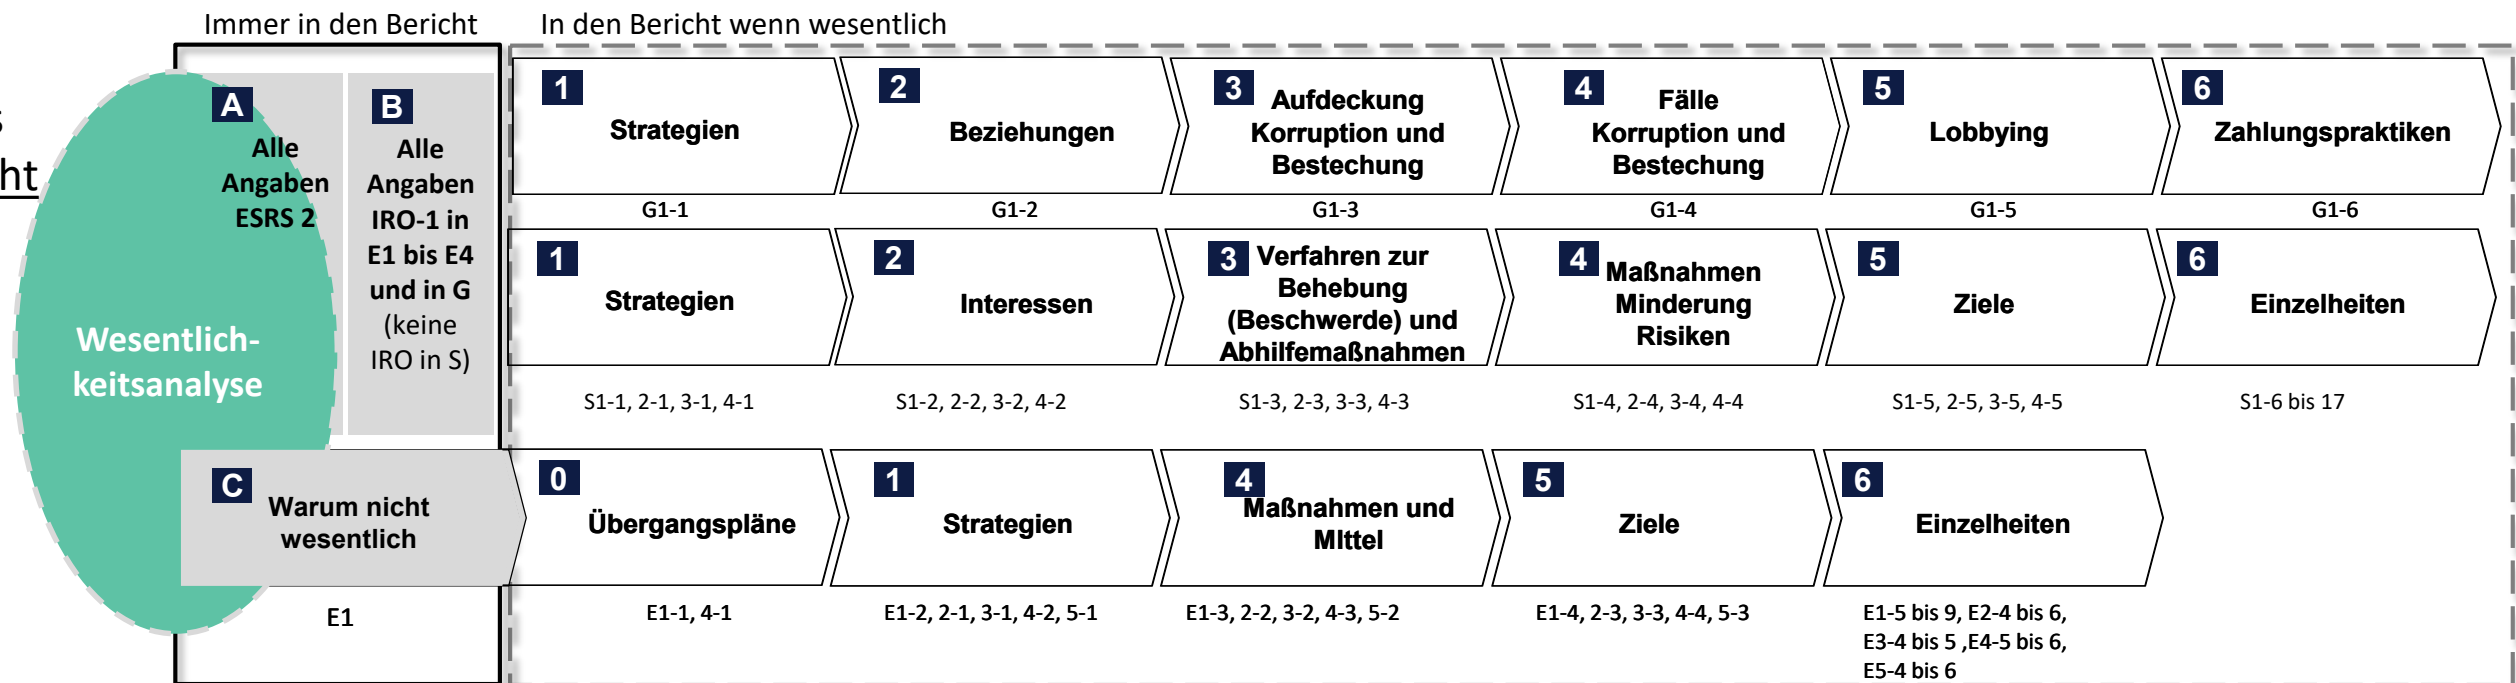 Immer in den Bericht
In den Bericht wenn wesentlich
ht
Wesentlich-
keitsanalyse
A
Alle
Angaben
ESRS 2
B
Alle
Angaben
IRO-1 in
E1 bis E4
und in G
(keine
IRO in S)
1
Strategien
G1-1
2
Beziehungen
G1-2
3
Aufdeckung
Korruption und
Bestechung
G1-3
4
Fälle
Korruption und
Bestechung
G1-4
5
Lobbying
G1-5
6
Zahlungspraktiken
G1-6
1
Strategien
S1-1, 2-1, 3-1, 4-1
2
Interessen
S1-2, 2-2, 3-2, 4-2
3
Verfahren zur
Behebung
(Beschwerde) und
Abhilfemaßnahmen
S1-3, 2-3, 3-3, 4-3
4
Maßnahmen
Minderung
Risiken
S1-4, 2-4, 3-4, 4-4
5
Ziele
S1-5, 2-5, 3-5, 4-5
6
Einzelheiten
S1-6 bis 17
C
Warum nicht
wesentlich
E1
0
Übergangspläne
E1-1, 4-1
1
Strategien
E1-2, 2-1, 3-1, 4-2, 5-1
4
Maßnahmen und
MIttel
E1-3, 2-2, 3-2, 4-3, 5-2
5
Ziele
E1-4, 2-3, 3-3, 4-4, 5-3
6
Einzelheiten
E1-5 bis 9, E2-4 bis 6,
E3-4 bis 5 ,E4-5 bis 6,
E5-4 bis 6